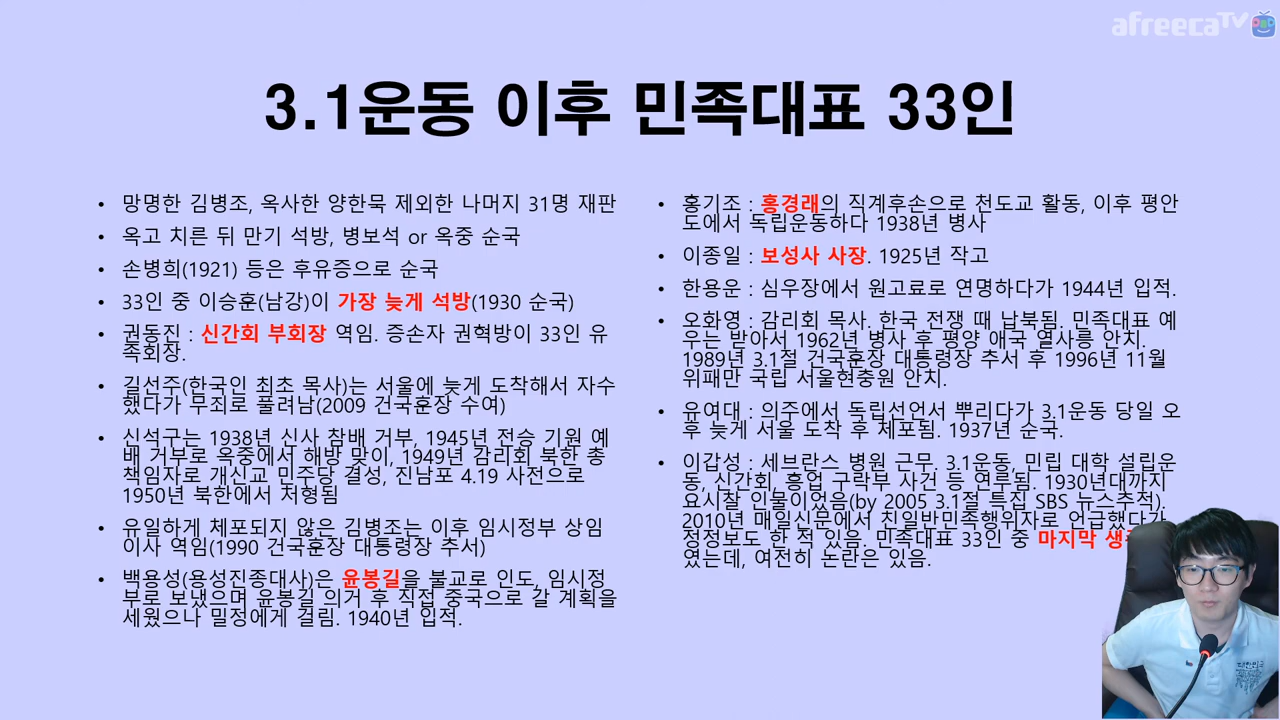 afreecaTV
3.1운동 이후 민족대표 33인
• 망명한 김병조, 옥사한 양한묵 제외한 나머지 31명 재판
• 옥고 치른 뒤 만기 석방, 병보석 or 옥중 순국
• 손병희(1921) 등은 후유증으로 순국
• 33인 중 이승훈(남강)이 가장 늦게 석방(1930 순국)
• 권동진 : 신간회 부회장 역임. 증손자 권혁방이 33인 유
족회장.
• 길선주(한국인 최초 목사)는 서울에 늦게 도착해서 자수
했다가 무죄로 풀려남(2009 건국훈장 수여)
• 신석구는 1938년 신사 참배 거부, 1945년 전승 기원 예
배 거부로 옥중에서 해방 맞이, 1949년 감리회 북한 총
책임자로 개신교 민주당 결성, 진남포 4.19 사전으로
1950년 북한에서 처형됨
• 유일하게 체포되지 않은 김병조는 이후 임시정부 상임
이사 역임(1990 건국훈장 대통령장 추서)
• 백용성(용성진종대사)은 윤봉길을 불교로 인도, 임시정
부로 보냈으며 윤봉길 의거 후 직접 중국으로 갈 계획을
세웠으나 밀정에게 걸림. 1940년 입적.
• 홍기조 : 홍경래의 직계후손으로 천도교 활동, 이후 평안
도에서 독립운동하다 1938년 병사
• 이종일 : 보성사 사장. 1925년 작고
• 한용운 : 심우장에서 원고료로 연명하다가 1944년 입적.
• 오화영 : 감리회 목사. 한국 전쟁 때 납북됨. 민족대표 예
우는 받아서 1962년 병사 후 평양 애국 열사릉 안치.
1989년 3.1절 건국훈장 대통령장 추서 후 1996년 11월
위패만 국립 서울현충원 안치.
• 유여대 : 의주에서 독립선언서 뿌리다가 3.1운동 당일 오
후 늦게 서울 도착 후 체포됨. 1937년 순국.
• 이갑성 : 세브란스 병원 근무. 3.1운동, 민립 대학 설립운
동, 신간회, 흥업 구락부 사건 등 연루됨. 1930년대까지
요시찰 인물이었음(by 2005 3.1절 특집 SBS 뉴스추적).
2010년 매일신문에서 친일반민족행위자로 언급했다가
정정보도 한 적 있음. 민족대표 33인 중 마지막
였는데, 여전히 논란은 있음.
대한민국